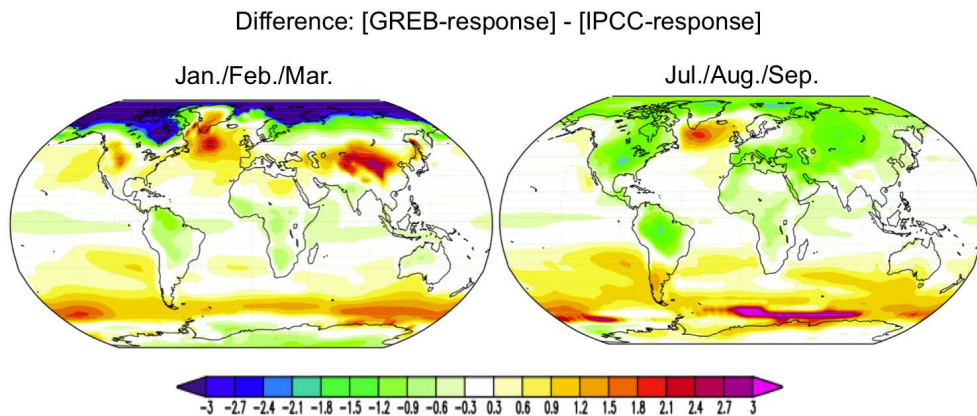 Difference: [GREB-response] - [IPCC-response]
Jan./Feb./Mar.
Jul./Aug./Sep.
-3 -2.7 -2.4 -2.1 -1.8 -1.5 -1.2 -0.9 -0.6 -0.3 0.3 0.6 0.9 1.2 1.5 1.8 2.1 2.4 2.7 3